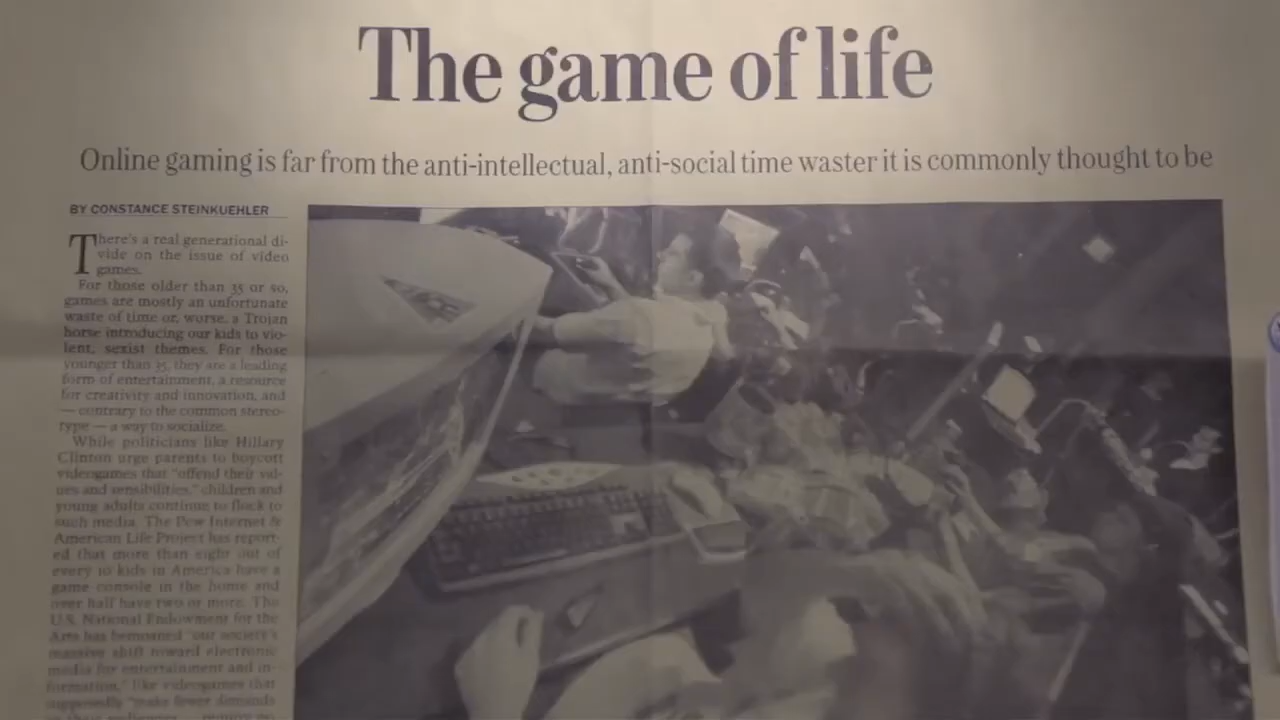 The game of life
Online gaming is far from the anti-intellectual, anti-social time waster it is commonly thought to be
BY CONSTANCE STEINKUEHLER
There's a real generational di-
vide on the issue of video
games.
For those older than 35 or so,
games are mostly an unfortunate
waste of time or, worse, a Trojan
horse introducing our kids to vio-
lent, sexist themes. For those
younger than 35, they are a leading
form of entertainment, a resource
for creativity and innovation, and
— contrary to the common stereo-
type — a way to socialize.
While politicians like Hillary
Clinton urge parents to boycott
videogames that "offend their val-
ues and sensibilities," children and
young adults continue to flock to
such media. The Pew Internet &
American Life Project has report-
ed that more than eight out of
every 10 kids in America have a
game console in the home and
over half have two or more. The
U.S. National Endowment for the
Arts has bemoaned "our society's
massive shift toward electronic
media for entertainment and in-
formation," like videogames that
supposedly "make fewer demands